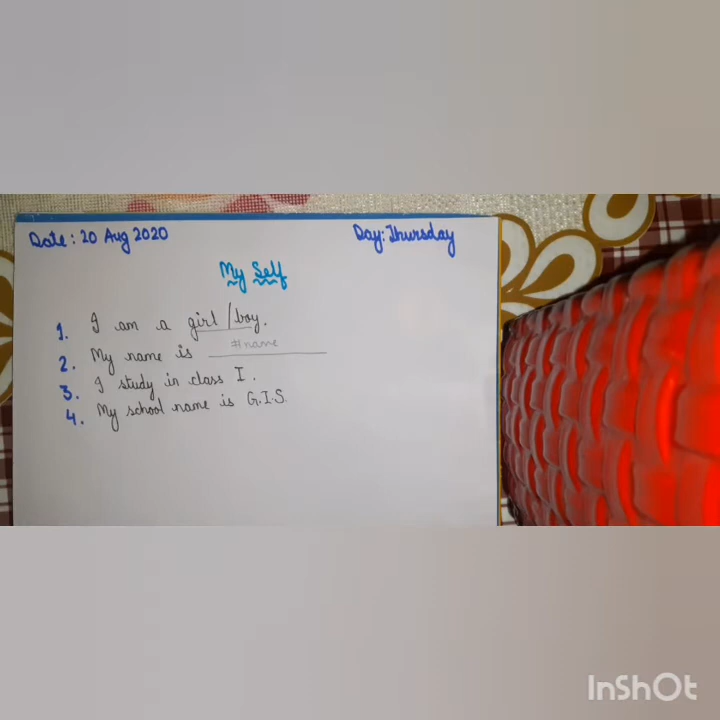 Date : 20 Aug 2020 Day: Thursday
My Self
1. I am a girl / boy.
2. My name is #name
3. I study in class I.
4. My school name is G.I.S.
InShOt